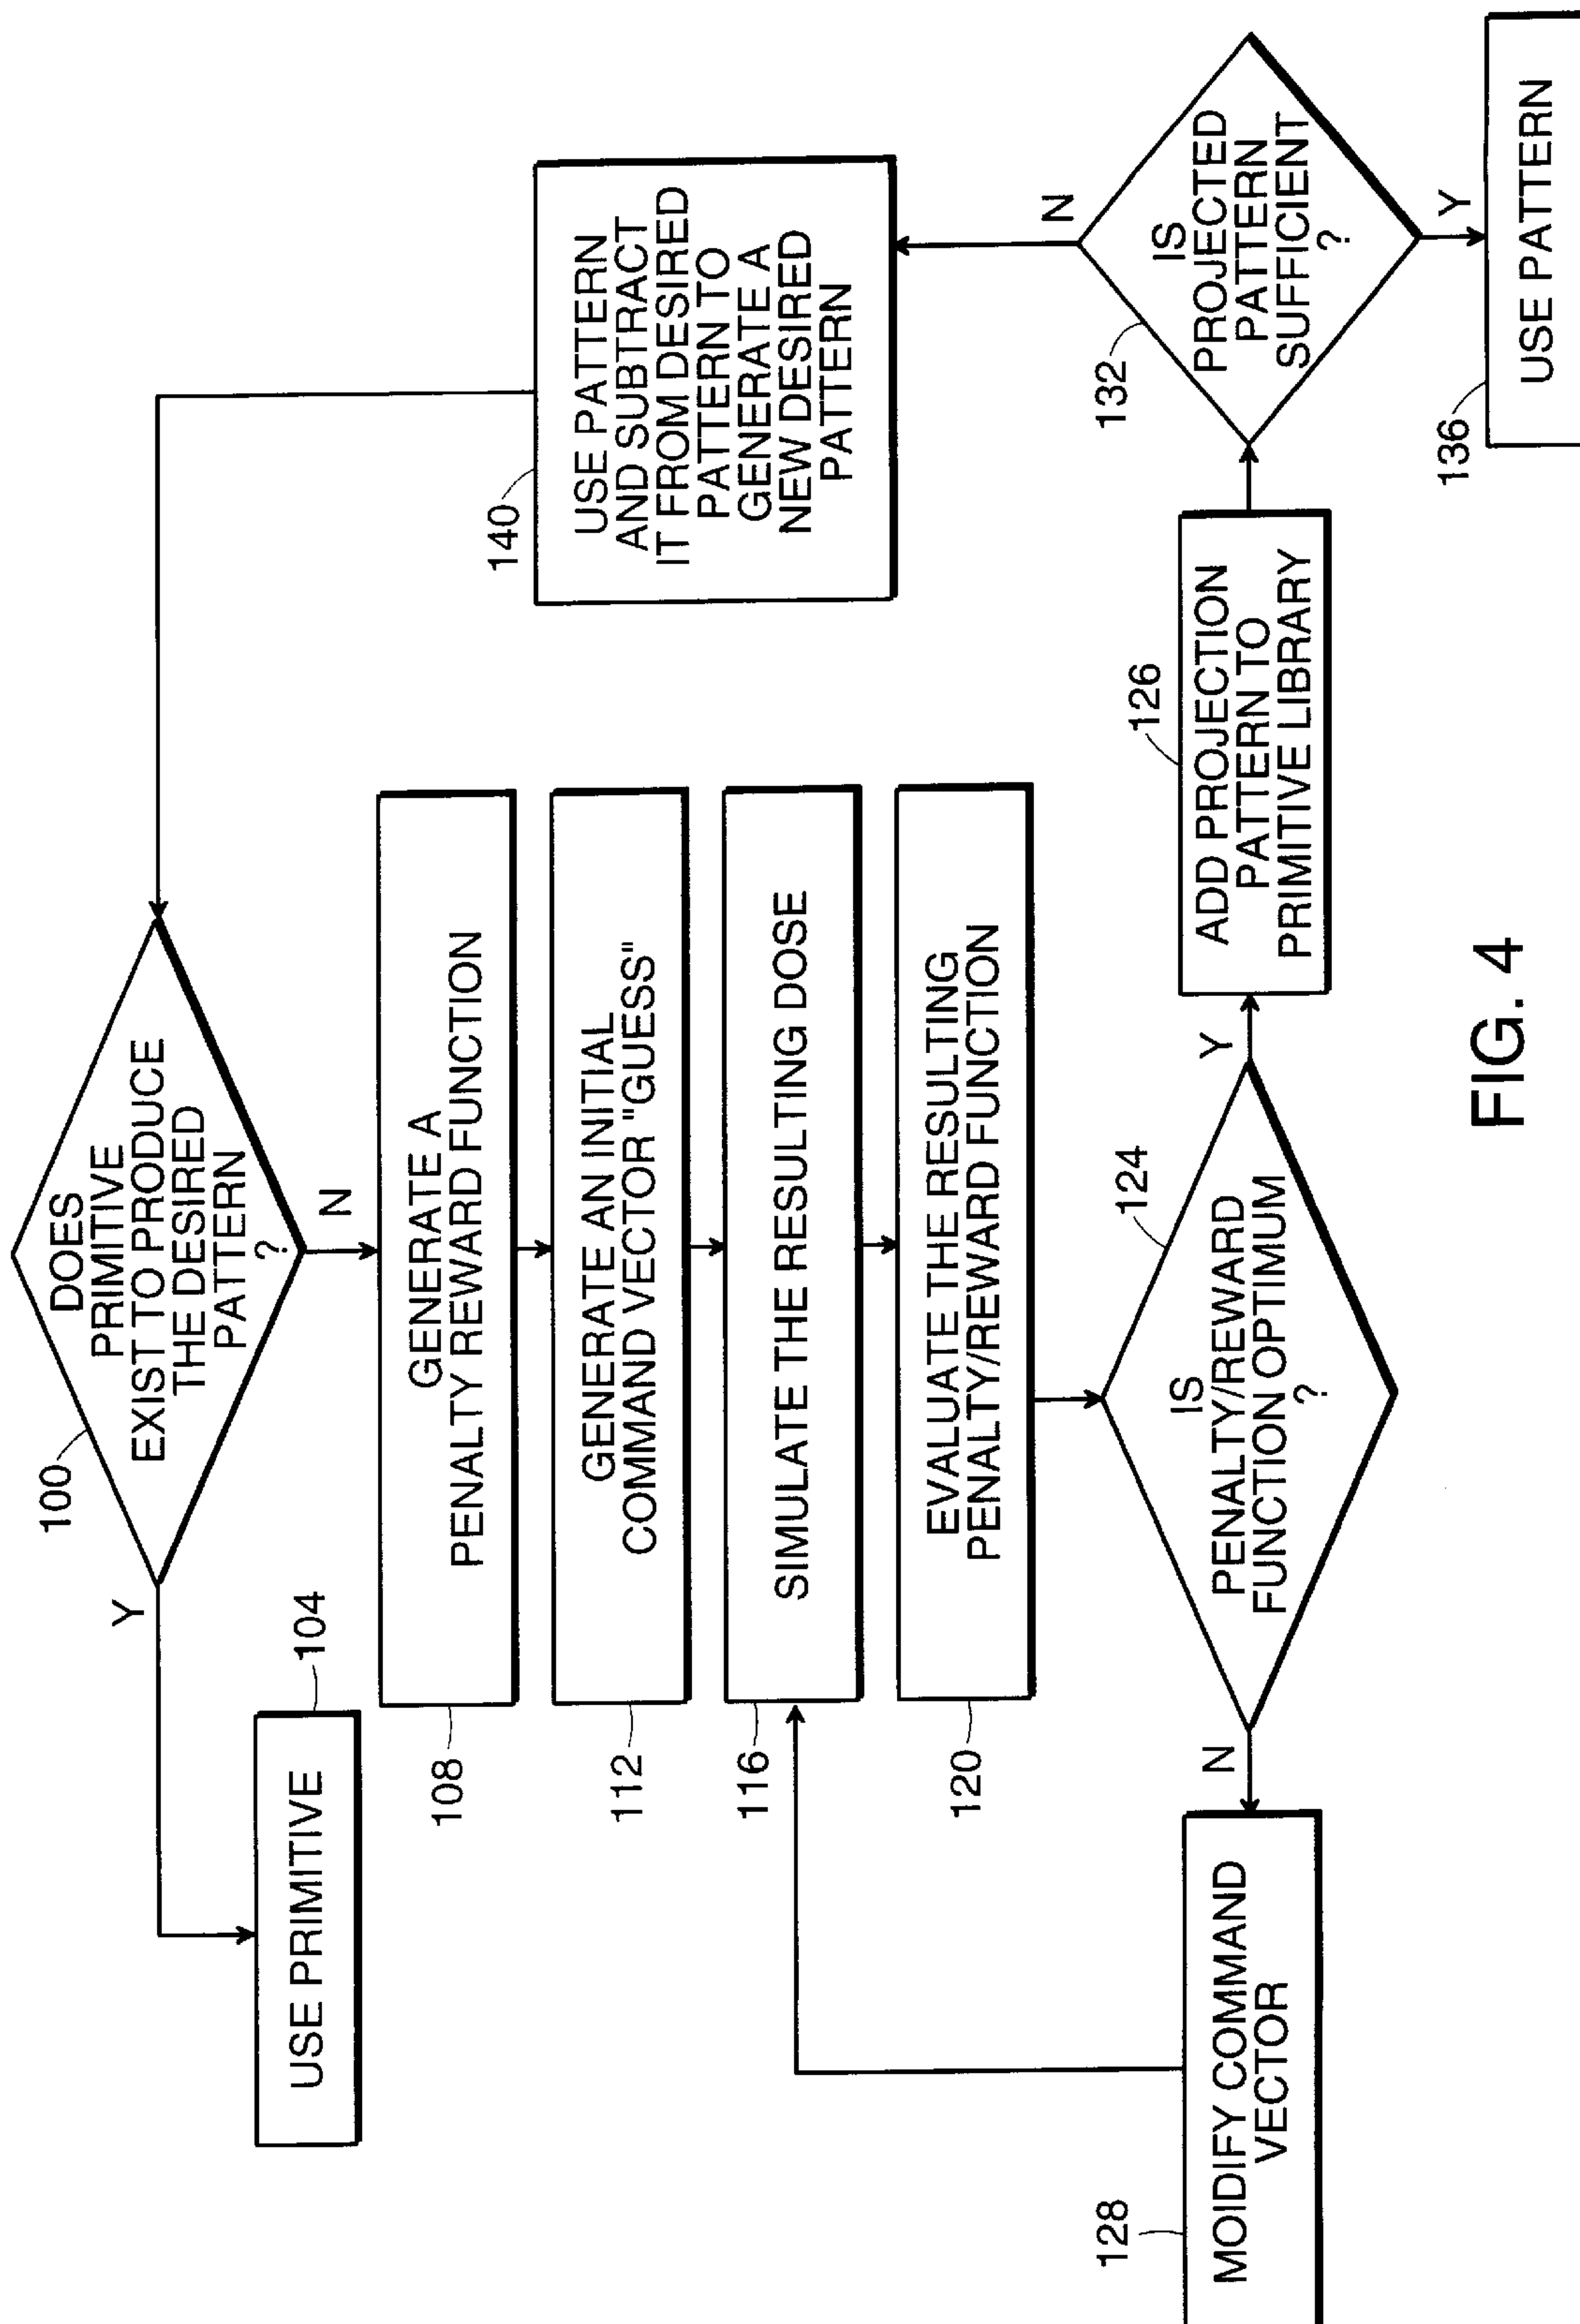 100
DOES
PRIMITIVE
EXIST TO PRODUCE
THE DESIRED
PATTERN
?
Y
N
104
USE PRIMITIVE
108
GENERATE A
PENALTY REWARD FUNCTION
112
GENERATE AN INITIAL
COMMAND VECTOR "GUESS"
116
SIMULATE THE RESULTING DOSE
120
EVALUATE THE RESULTING
PENALTY/REWARD FUNCTION
124
IS
PENALTY/REWARD
FUNCTION OPTIMUM
?
N
Y
128
MOIDIFY COMMAND
VECTOR
126
ADD PROJECTION
PATTERN TO
PRIMITIVE LIBRARY
132
IS
PROJECTED
PATTERN
SUFFICIENT
?
N
Y
136
USE PATTERN
140
USE PATTERN
AND SUBTRACT
IT FROM DESIRED
PATTERN TO
GENERATE A
NEW DESIRED
PATTERN
FIG. 4